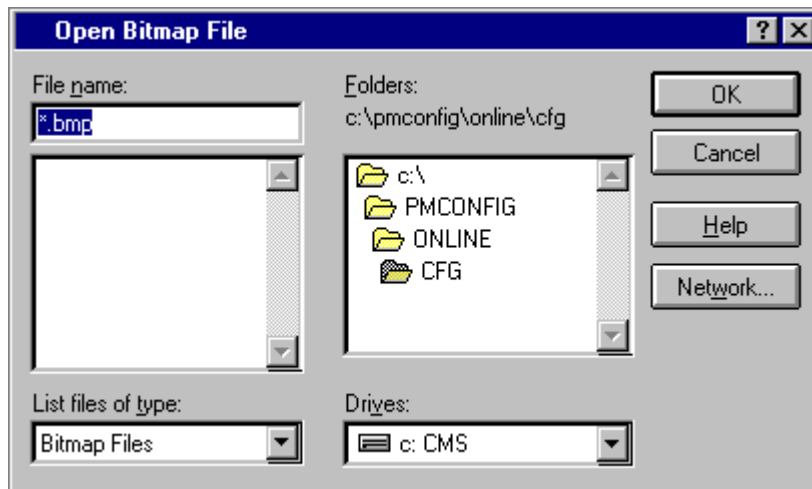 Open Bitmap File
File name:
*.bmp
Folders:
c:\pmconfig\online\cfg
c:\
PMCONFIG
ONLINE
CFG
OK
Cancel
Help
Network...
List files of type:
Bitmap Files
Drives:
c: CMS